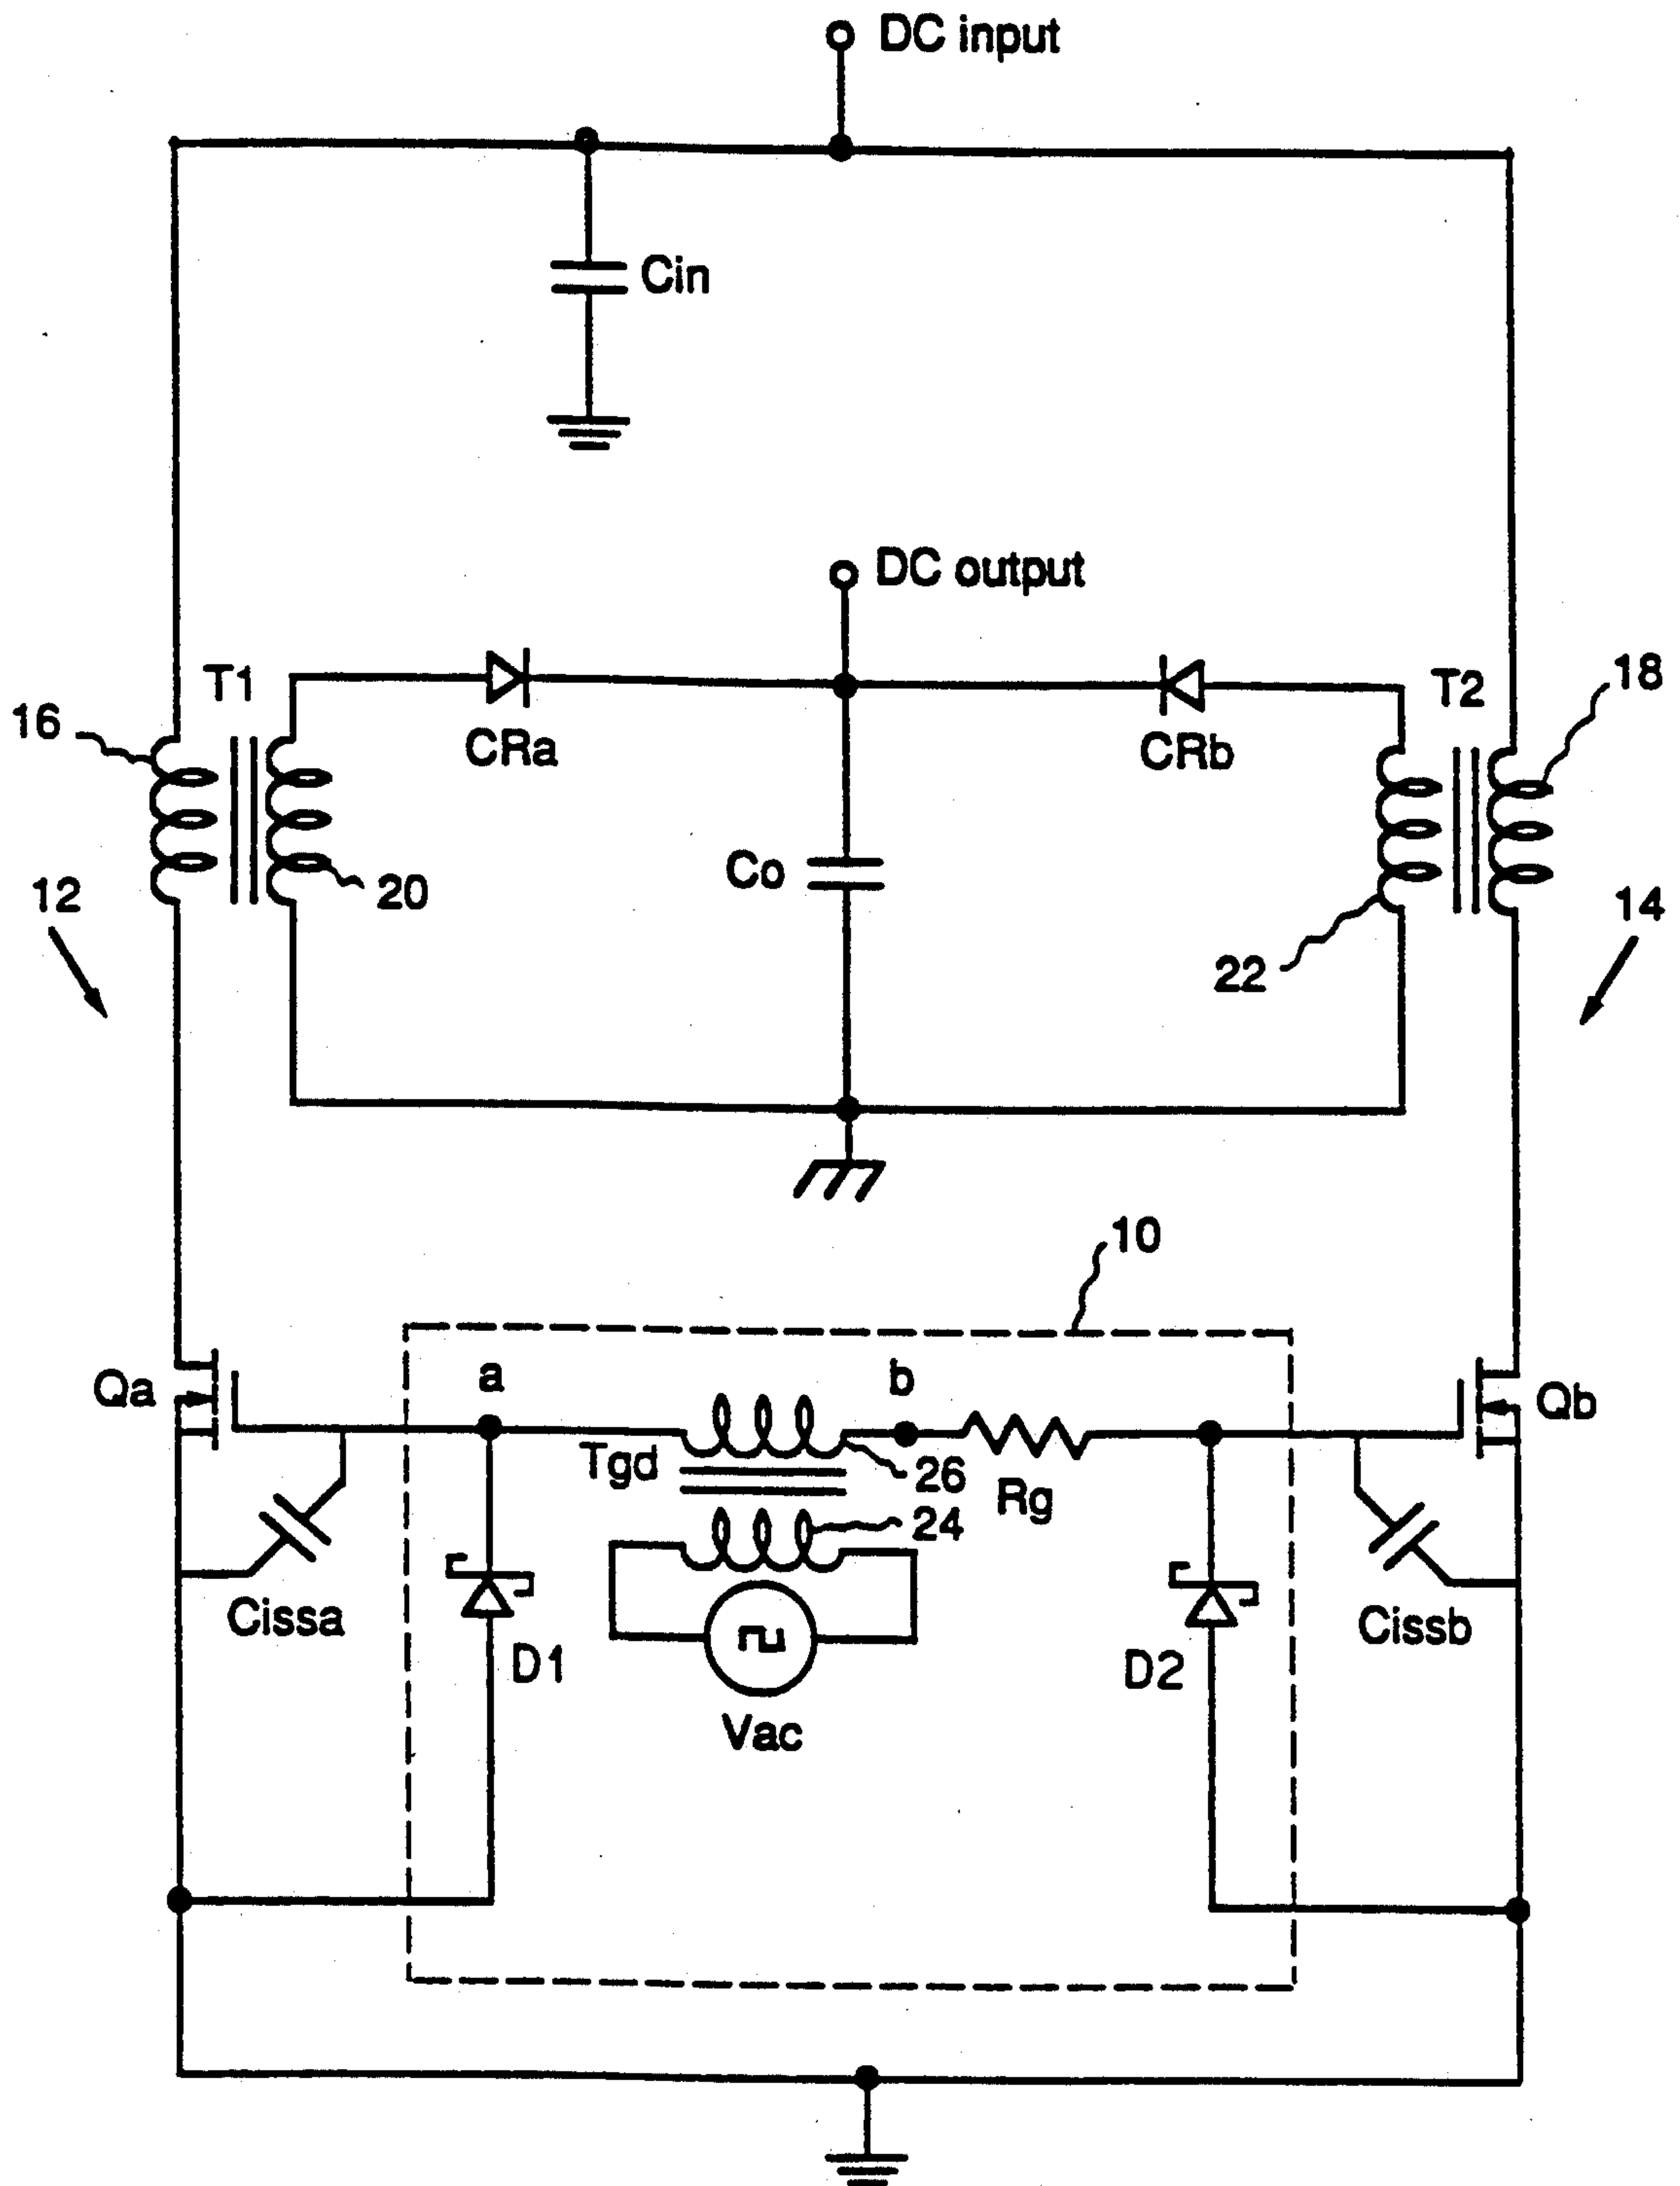 DC input
Cin
DC output
T1
T2
18
16
CRa
CRb
Co
12
20
22
14
10
Qa
a
b
Qb
Tgd
26
Rg
24
Cissa
D1
D2
Cissb
Vac